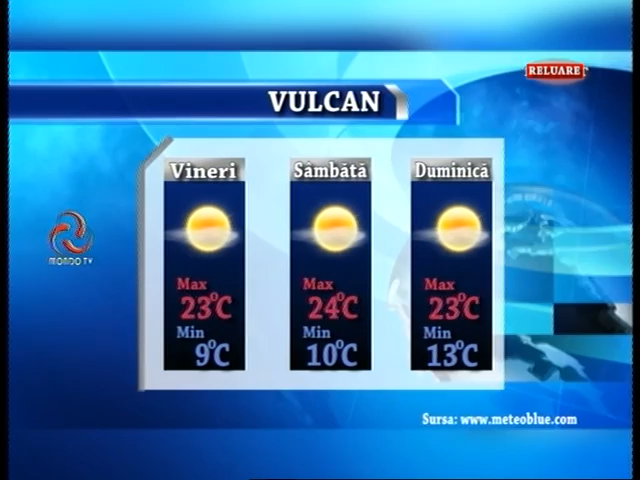 RELUARE
VULCAN
Vineri Sâmbătă Duminică
MONDO TV
Max Max Max
23°C 24°C 23°C
Min Min Min
9°C 10°C 13°C
Sursa: www.meteoblue.com